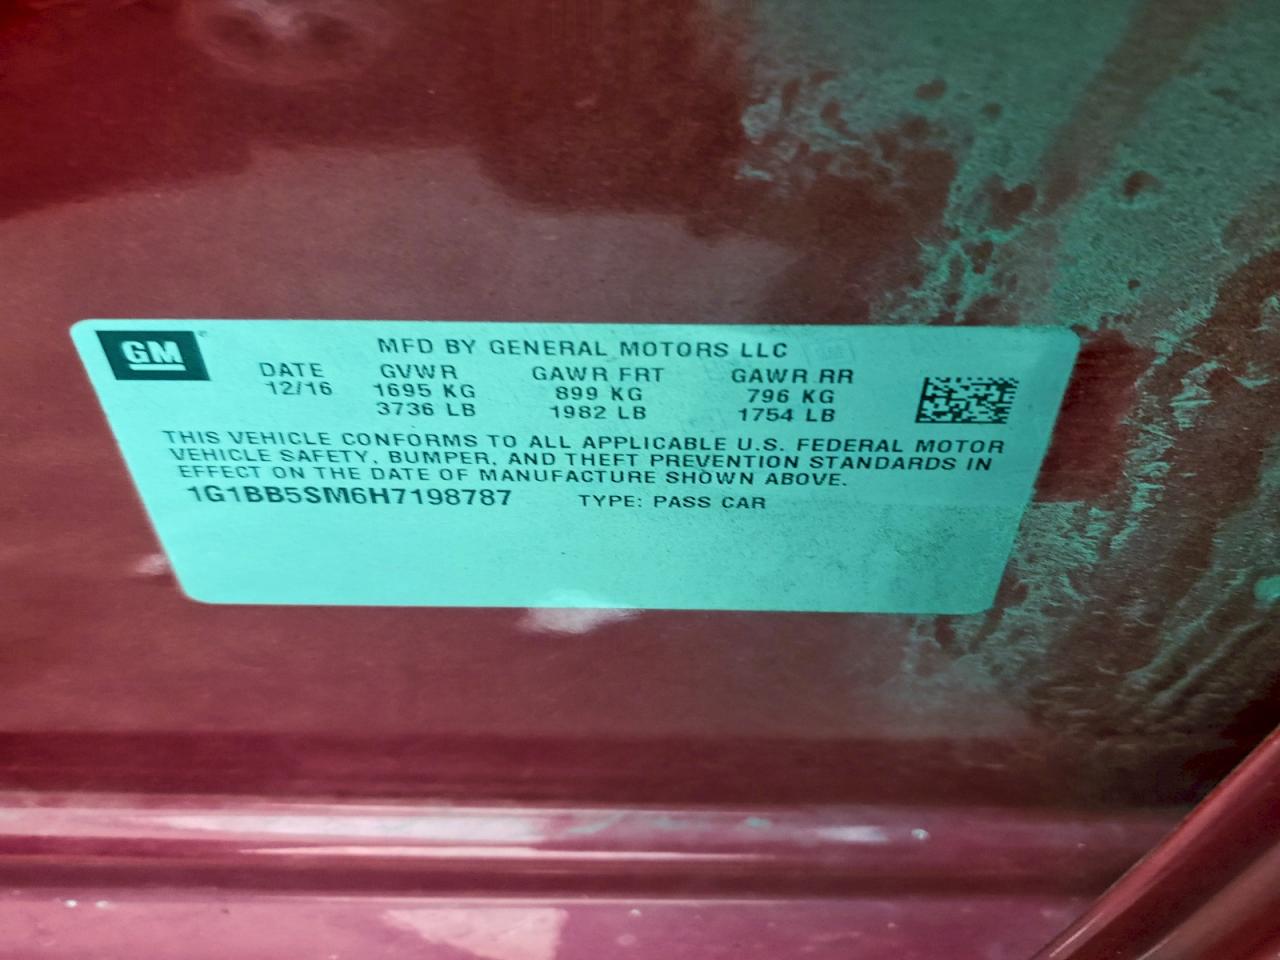 GM
MFD BY GENERAL MOTORS LLC
DATE GVWR GAWR FRT GAWR RR
12/16 1695 KG 899 KG 796 KG
3736 LB 1982 LB 1754 LB
THIS VEHICLE CONFORMS TO ALL APPLICABLE U.S. FEDERAL MOTOR
VEHICLE SAFETY, BUMPER, AND THEFT PREVENTION STANDARDS IN
EFFECT ON THE DATE OF MANUFACTURE SHOWN ABOVE.
1G1BB5SM6H7198787 TYPE: PASS CAR